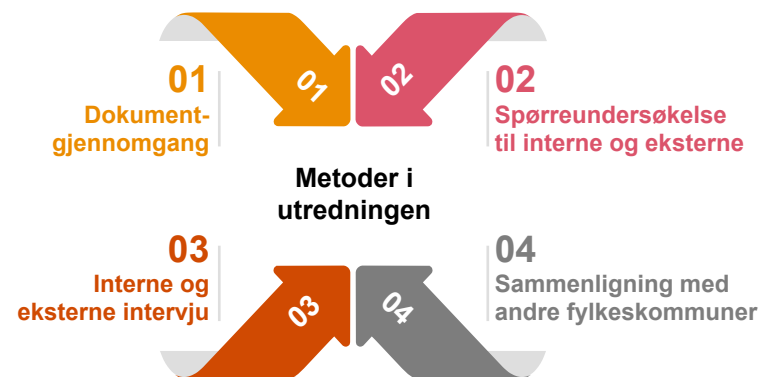 01
01
Dokument-
gjennomgang
02
02
Spørreundersøkelse
til interne og eksterne
Metoder i
utredningen
03
Interne og
eksterne intervju
03
04
04
Sammenligning med
andre fylkeskommuner